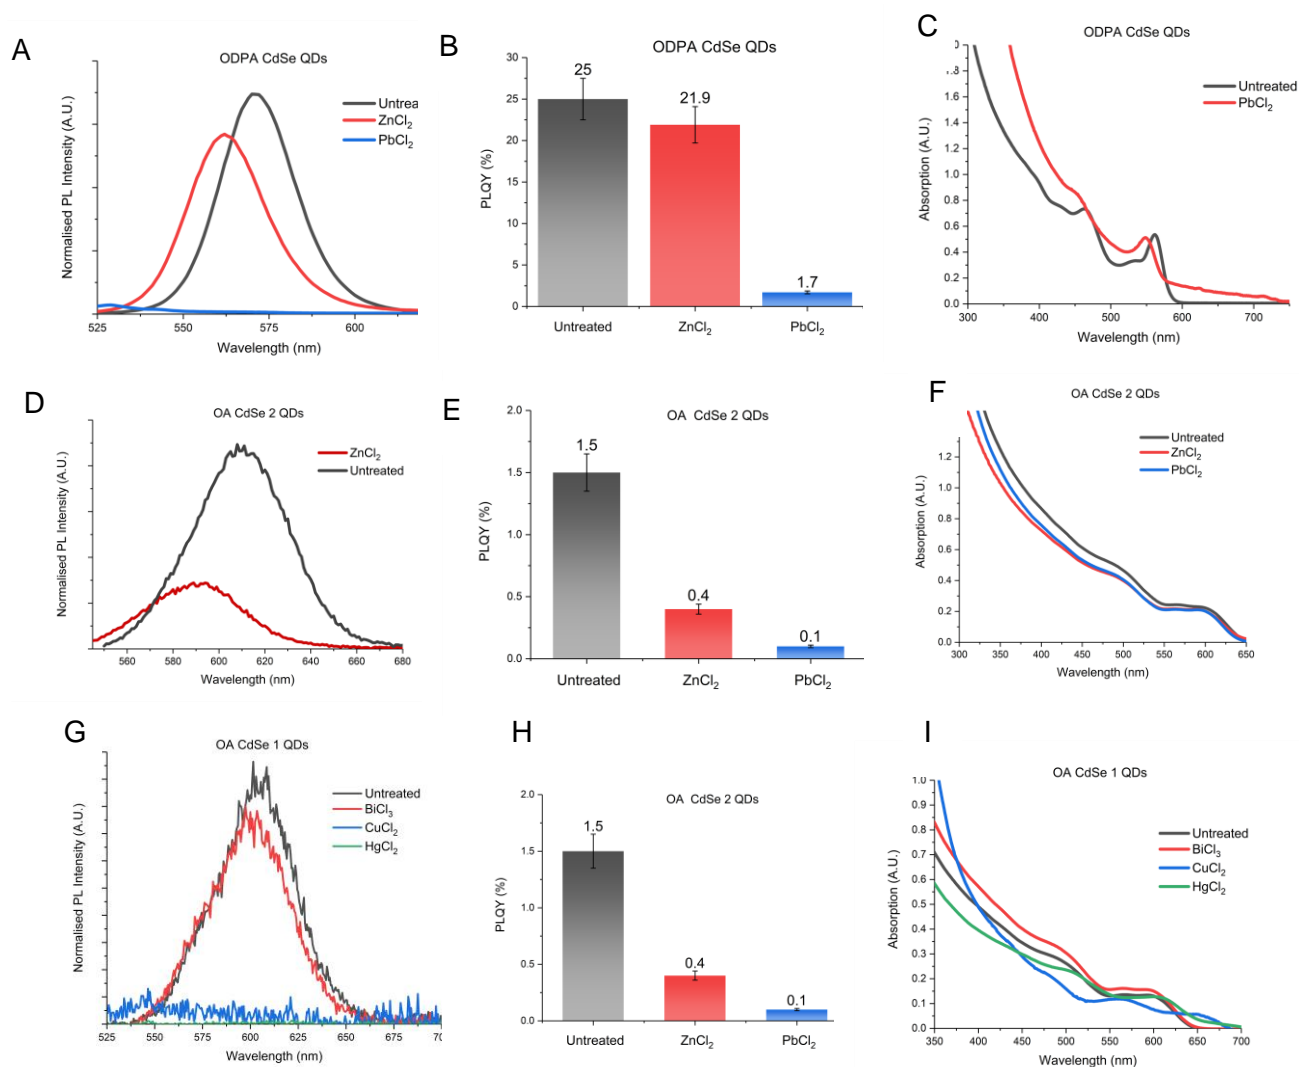 A
ODPA CdSe QDs
Normalised PL Intensity (A.U.)
Untrea
ZnCl2
PbCl2
525 550 575 600
Wavelength (nm)
B
ODPA CdSe QDs
PLQY (%)
30
25
20
15
10
5
0
25
21.9
1.7
Untreated ZnCl2 PbCl2
C
ODPA CdSe QDs
Absorption (A.U.)
1.6
1.4
1.2
1.0
0.8
0.6
0.4
0.2
0.0
Untreated
PbCl2
300 400 500 600 700
Wavelength (nm)
D
OA CdSe 2 QDs
Normalised PL Intensity (A.U.)
ZnCl2
Untreated
560 580 600 620 640 660 680
Wavelength (nm)
E
OA CdSe 2 QDs
PLQY (%)
2.0
1.5
1.0
0.5
0.0
1.5
0.4
0.1
Untreated ZnCl2 PbCl2
F
OA CdSe 2 QDs
Absorption (A.U.)
1.2
1.0
0.8
0.6
0.4
0.2
0.0
Untreated
ZnCl2
PbCl2
300 350 400 450 500 550 600 650
Wavelength (nm)
G
OA CdSe 1 QDs
Normalised PL Intensity (A.U.)
Untreated
BiCl3
CuCl2
HgCl2
525 550 575 600 625 650 675 70
Wavelength (nm)
H
OA CdSe 2 QDs
PLQY (%)
2.0
1.5
1.0
0.5
0.0
1.5
0.4
0.1
Untreated ZnCl2 PbCl2
I
OA CdSe 1 QDs
Absorption (A.U.)
1.0
0.9
0.8
0.7
0.6
0.5
0.4
0.3
0.2
0.1
0.0
Untreated
BiCl3
CuCl2
HgCl2
350 400 450 500 550 600 650 700
Wavelength (nm)